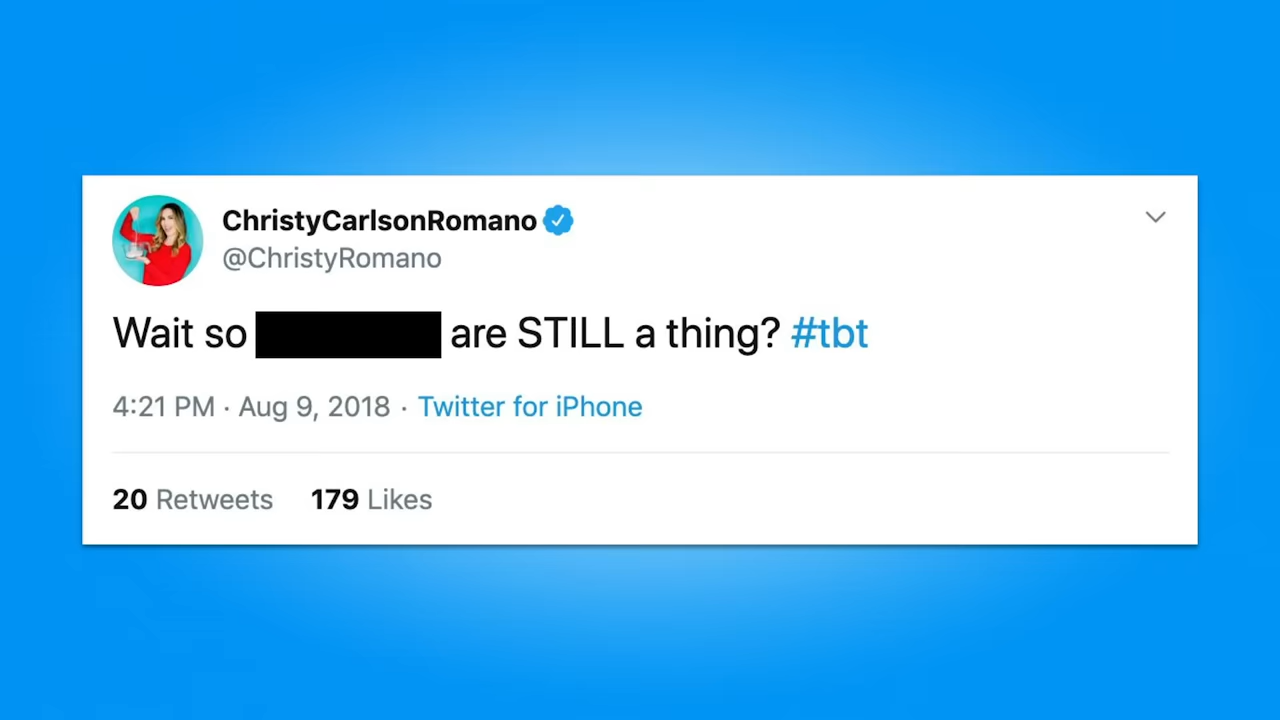 ChristyCarlsonRomano
@ChristyRomano
Wait so are STILL a thing? #tbt
4:21 PM · Aug 9, 2018 · Twitter for iPhone
20 Retweets 179 Likes